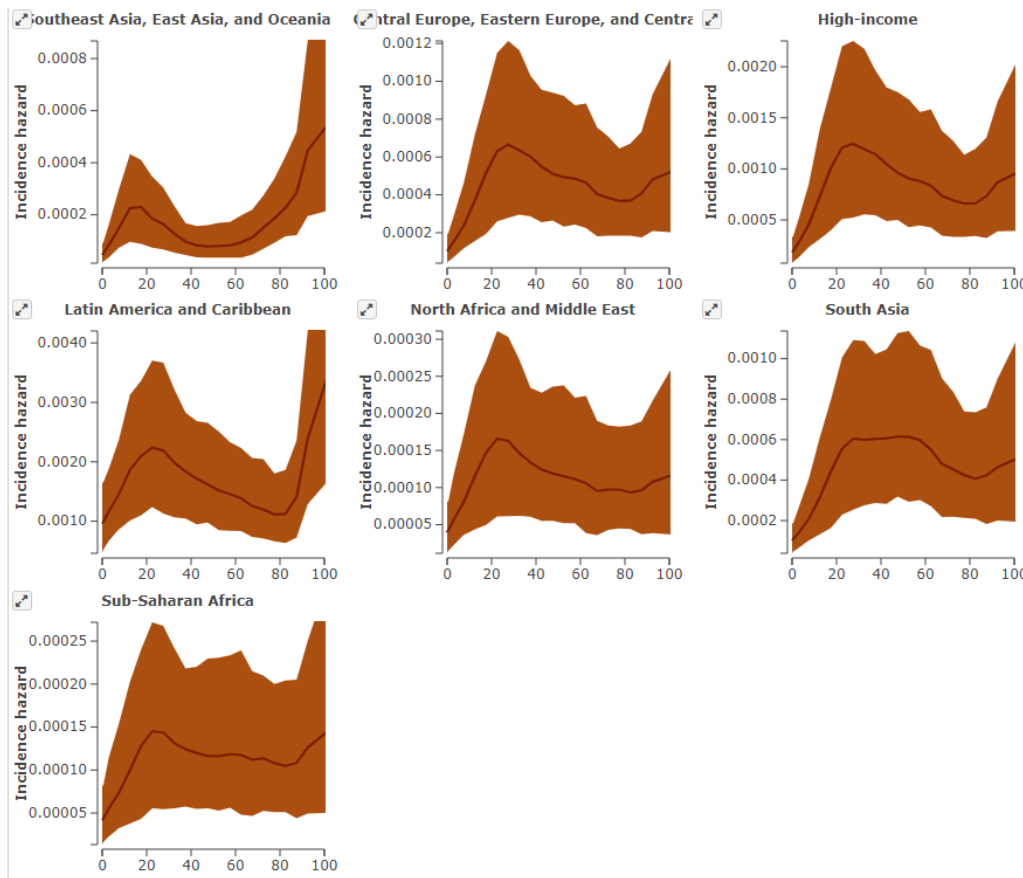 Southeast Asia, East Asia, and Oceania
Incidence hazard
0.0008
0.0006
0.0004
0.0002
0 20 40 60 80 100
Central Europe, Eastern Europe, and Centra
Incidence hazard
0.0012
0.0010
0.0008
0.0006
0.0004
0.0002
0 20 40 60 80 100
High-income
Incidence hazard
0.0020
0.0015
0.0010
0.0005
0 20 40 60 80 100
Latin America and Caribbean
Incidence hazard
0.0040
0.0030
0.0020
0.0010
0 20 40 60 80 100
North Africa and Middle East
Incidence hazard
0.00030
0.00025
0.00020
0.00015
0.00010
0.00005
0 20 40 60 80 100
South Asia
Incidence hazard
0.0010
0.0008
0.0006
0.0004
0.0002
0 20 40 60 80 100
Sub-Saharan Africa
Incidence hazard
0.00025
0.00020
0.00015
0.00010
0.00005
0 20 40 60 80 100